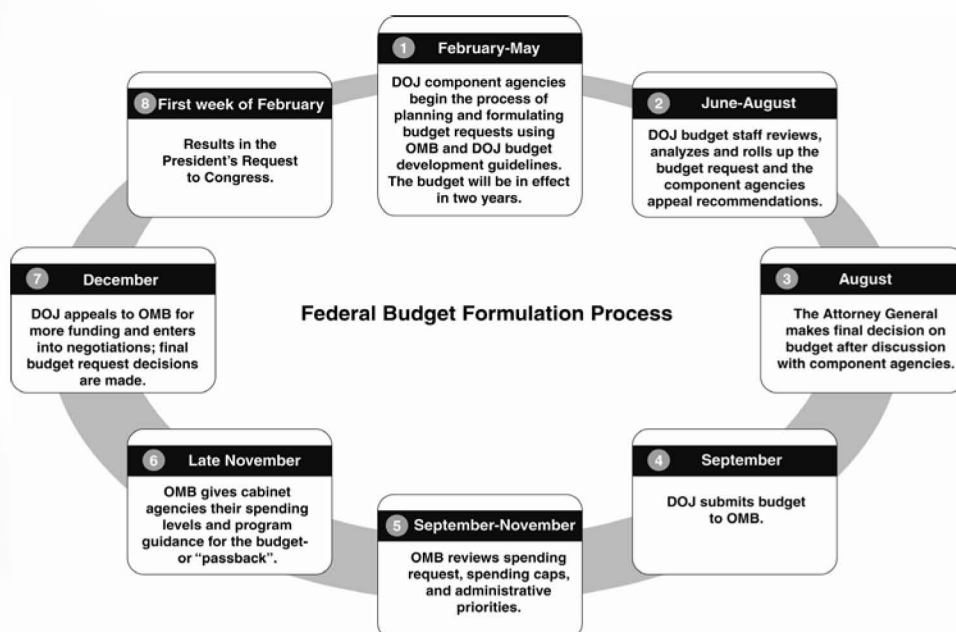 1 February-May
DOJ component agencies
begin the process of
planning and formulating
budget requests using
OMB and DOJ budget
development guidelines.
The budget will be in effect
in two years.
2 June-August
DOJ budget staff reviews,
analyzes and rolls up the
budget request and the
component agencies
appeal recommendations.
3 August
The Attorney General
makes final decision on
budget after discussion
with component agencies.
4 September
DOJ submits budget
to OMB.
5 September-November
OMB reviews spending
request, spending caps,
and administrative
priorities.
6 Late November
OMB gives cabinet
agencies their spending
levels and program
guidance for the budget-
or “passback”.
7 December
DOJ appeals to OMB for
more funding and enters
into negotiations; final
budget request decisions
are made.
8 First week of February
Results in the
President’s Request
to Congress.
Federal Budget Formulation Process